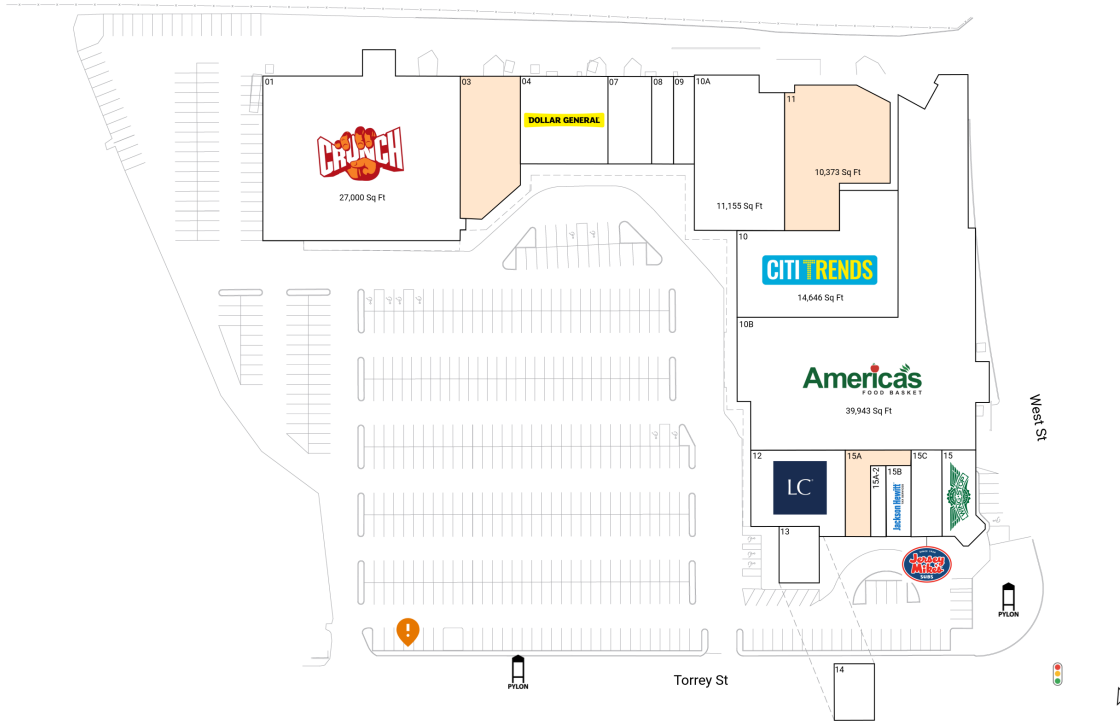 01
03
04
07
08
09
10A
11
CRUNCH
DOLLAR GENERAL
27,000 Sq Ft
10,373 Sq Ft
11,155 Sq Ft
10
CITI TRENDS
14,646 Sq Ft
10B
America's
FOOD BASKET
39,943 Sq Ft
West St
12
15A
15A-2
15B
15C
15
LC
Jackson Hewitt
WINGSTOP
13
Jersey
Mike's
SUBS
PYLON
PYLON
Torrey St
14